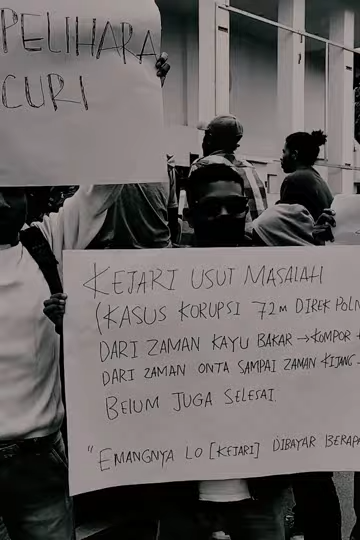 PELIHARA
CURI
KEJARI USUT MASALAH
(KASUS KORUPSI 72M DIREK POLN
DARI ZAMAN KAYU BAKAR → KOMPOR
DARI ZAMAN ONTA SAMPAI ZAMAN KIJANG
BELUM JUGA SELESAI.
"EMANGNYA LO [KEJARI] DIBAYAR BERAPA